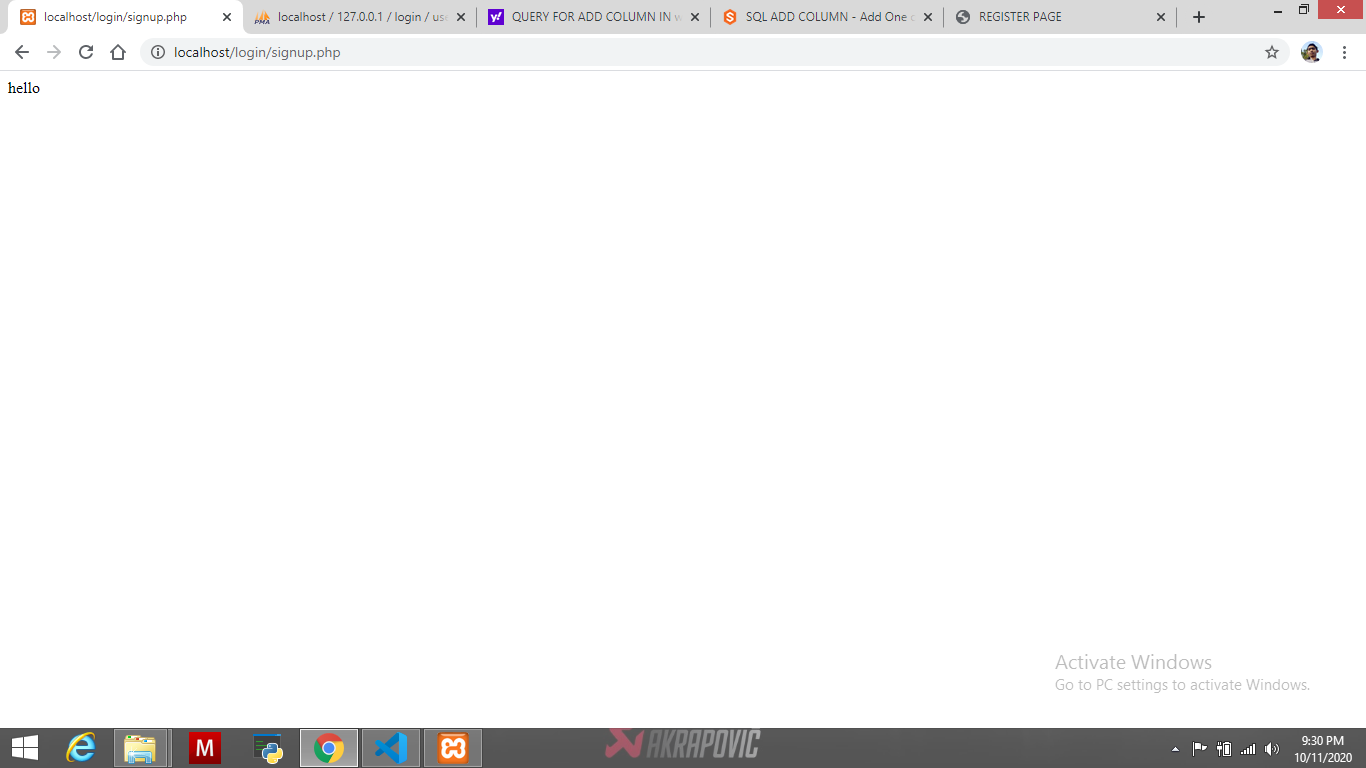 localhost/login/signup.php
localhost / 127.0.0.1 / login / use
QUERY FOR ADD COLUMN IN
SQL ADD COLUMN - Add One
REGISTER PAGE
localhost/login/signup.php
hello
Activate Windows
Go to PC settings to activate Windows.
M
AKRAPOVIC
9:30 PM
10/11/2020